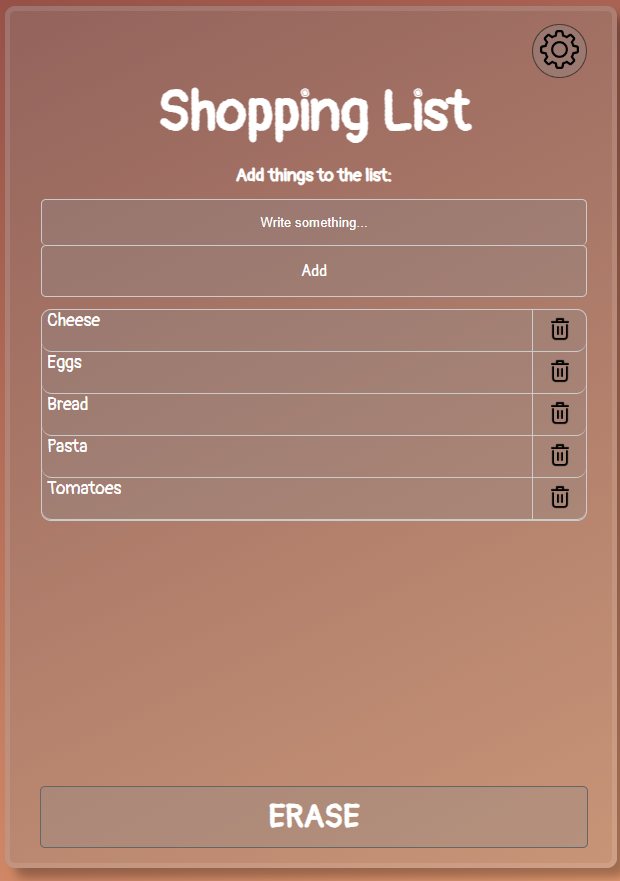 Shopping List
Add things to the list:
Write something...
Add
Cheese
Eggs
Bread
Pasta
Tomatoes
ERASE